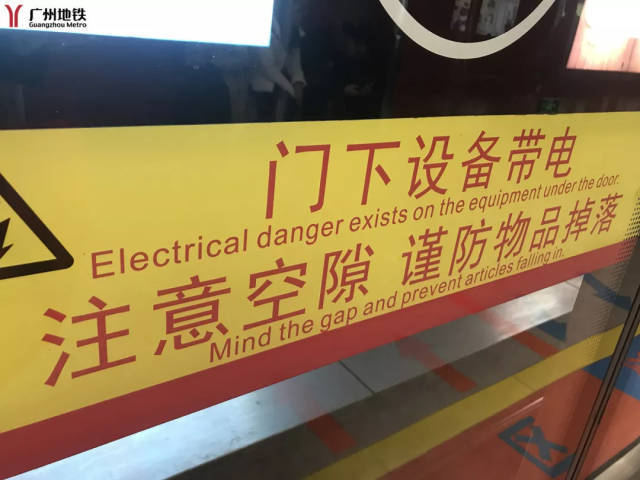 广州地铁
Guangzhou Metro
门下设备带电
Electrical danger exists on the equipment under the door.
注意空隙 谨防物品掉落
Mind the gap and prevent articles falling in.